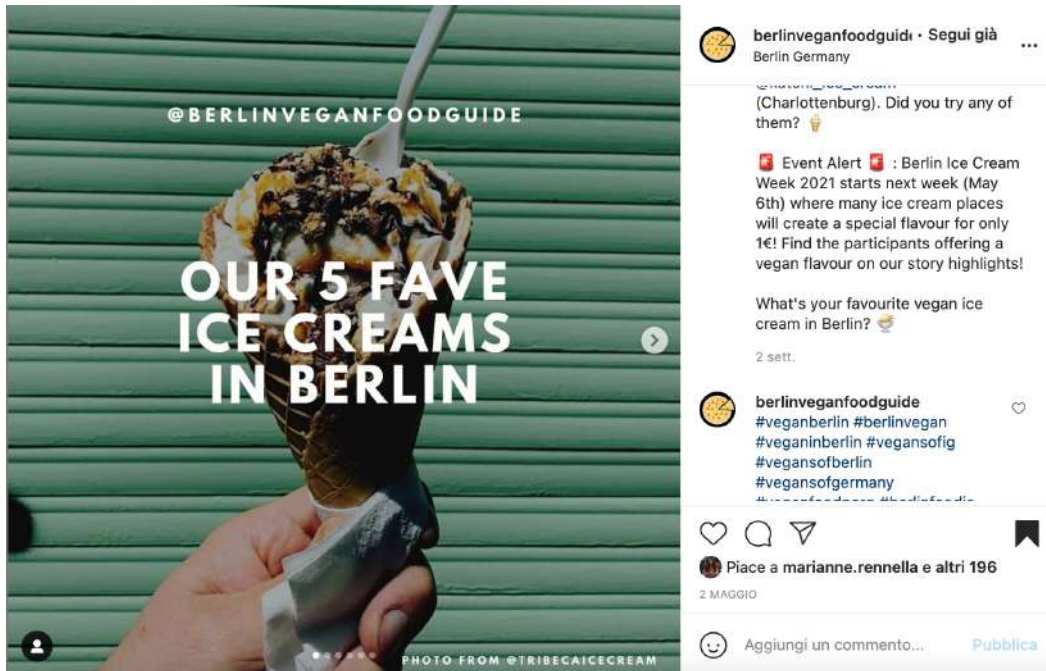 @BERLINVEGANFOODGUIDE
OUR 5 FAVE
ICE CREAMS
IN BERLIN
PHOTO FROM @TRIBECAICECREAM
berlinveganfoodguid • Segui già
Berlin Germany
(Charlottenburg). Did you try any of
them? 🍦
🚨 Event Alert 🚨 : Berlin Ice Cream
Week 2021 starts next week (May
6th) where many ice cream places
will create a special flavour for only
1€! Find the participants offering a
vegan flavour on our story highlights!
What's your favourite vegan ice
cream in Berlin? 🍨
2 sett.
berlinveganfoodguide
#veganberlin #berlinvegan
#veganinberlin #vegansofig
#vegansofberlin
#vegansofgermany
Piace a marianne.rennella e altri 196
2 MAGGIO
Aggiungi un commento...
Pubblica